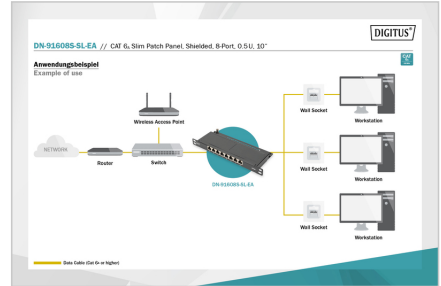 DIGITUS®
DN-91608S-SL-EA // CAT 6A Slim Patch Panel, Shielded, 8-Port, 0.5U, 10"
CAT
6A
Anwendungsbeispiel
Example of use
Wireless Access Point
NETWORK
Router
Switch
DN-91608S-SL-EA
Wall Socket
Workstation
Wall Socket
Workstation
Wall Socket
Workstation
Data Cable (Cat 6A or higher)